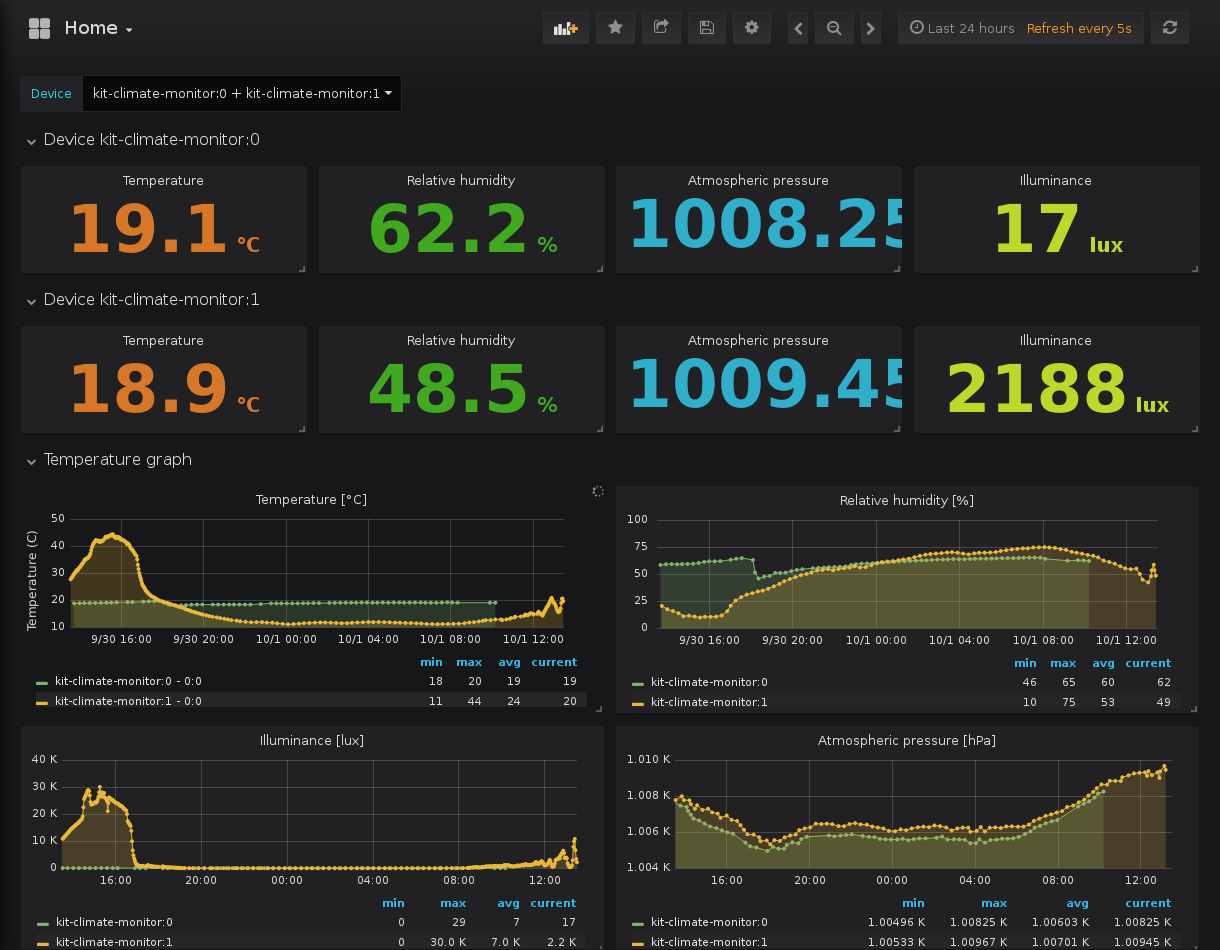 Home
Last 24 hours Refresh every 5s
Device kit-climate-monitor:0 + kit-climate-monitor:1
Device kit-climate-monitor:0
Temperature Relative humidity Atmospheric pressure Illuminance
19.1 °C 62.2 % 1008.25 17 lux
Device kit-climate-monitor:1
Temperature Relative humidity Atmospheric pressure Illuminance
18.9 °C 48.5 % 1009.45 2188 lux
Temperature graph
Temperature [°C]
Temperature (C)
50
40
30
20
10
9/30 16:00 9/30 20:00 10/1 00:00 10/1 04:00 10/1 08:00 10/1 12:00
min max avg current
kit-climate-monitor:0 - 0:0 18 20 19 19
kit-climate-monitor:1 - 0:0 11 44 24 20
Relative humidity [%]
100
75
50
25
0
9/30 16:00 9/30 20:00 10/1 00:00 10/1 04:00 10/1 08:00 10/1 12:00
min max avg current
kit-climate-monitor:0 46 65 60 62
kit-climate-monitor:1 10 75 53 49
Illuminance [lux]
40 K
30 K
20 K
10 K
0
16:00 20:00 00:00 04:00 08:00 12:00
min max avg current
kit-climate-monitor:0 0 29 7 17
kit-climate-monitor:1 0 30.0 K 7.0 K 2.2 K
Atmospheric pressure [hPa]
1.010 K
1.008 K
1.006 K
1.004 K
16:00 20:00 00:00 04:00 08:00 12:00
min max avg current
kit-climate-monitor:0 1.00496 K 1.00825 K 1.00603 K 1.00825 K
kit-climate-monitor:1 1.00533 K 1.00967 K 1.00701 K 1.00945 K